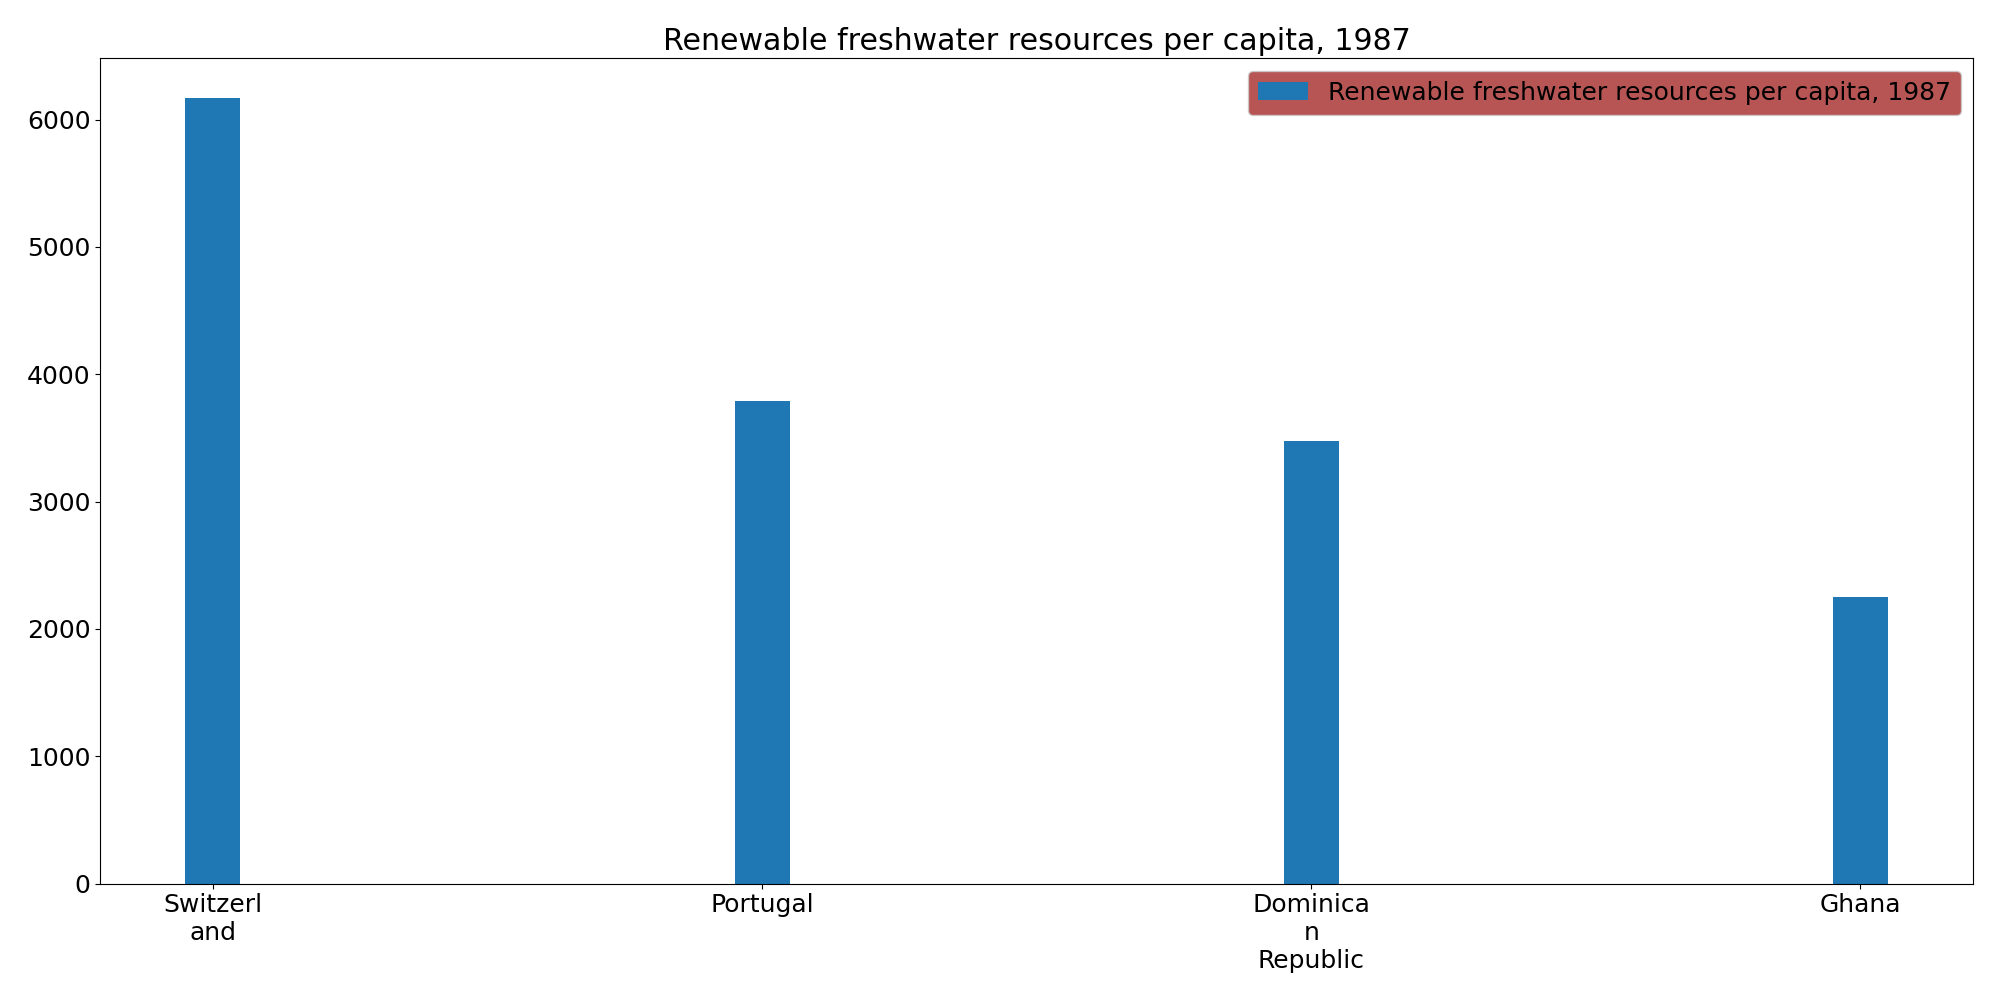 Renewable freshwater resources per capita, 1987
Renewable freshwater resources per capita, 1987
6000
5000
4000
3000
2000
1000
0
Switzerl
and
Portugal
Dominica
n
Republic
Ghana